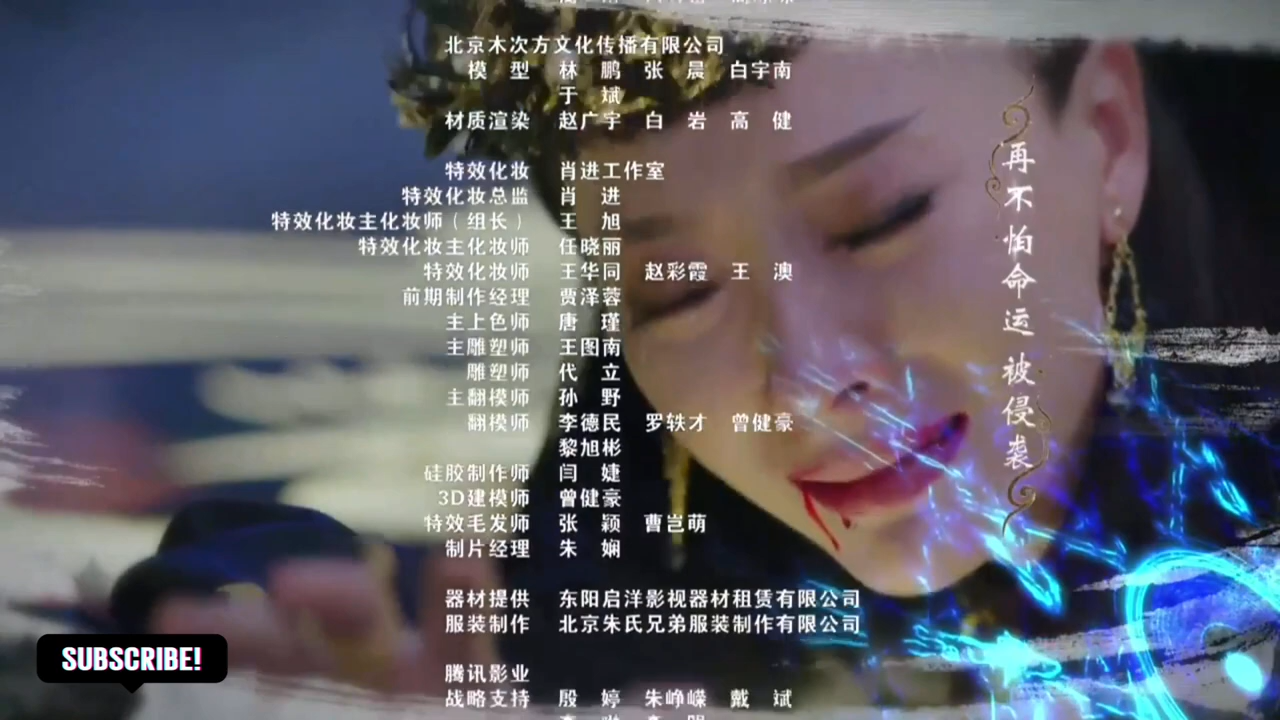 北京木次方文化传播有限公司
模 型 林 鹏 张 晨 白宇南
于 斌
材质渲染 赵广宇 白 岩 高 健
特效化妆 肖进工作室
特效化妆总监 肖 进
特效化妆主化妆师（组长） 王 旭
特效化妆主化妆师 任晓丽
特效化妆师 王华同 赵彩霞 王 澳
前期制作经理 贾泽蓉
主上色师 唐 瑾
主雕塑师 王图南
雕塑师 代 立
主翻模师 孙 野
翻模师 李德民 罗轶才 曾健豪
黎旭彬
硅胶制作师 闫 婕
3D建模师 曾健豪
特效毛发师 张 颖 曹岂萌
制片经理 朱 娴
器材提供 东阳启洋影视器材租赁有限公司
服装制作 北京朱氏兄弟服装制作有限公司
腾讯影业
战略支持 殷 婷 朱峥嵘 戴 斌
再不怕命运 被侵袭
SUBSCRIBE!